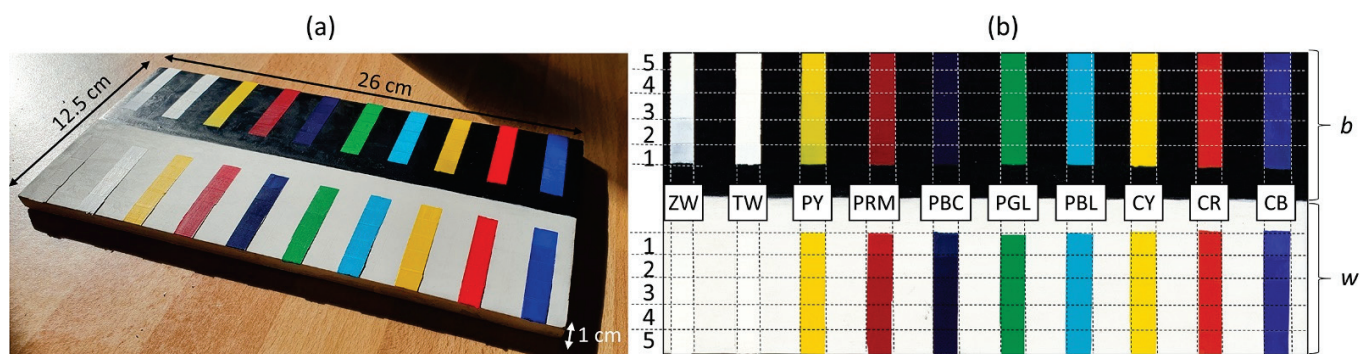 (a)
12.5 cm
26 cm
1 cm
(b)
5
4
3
2
1
b
ZW TW PY PRM PBC PGL PBL CY CR CB
1
2
3
4
5
w